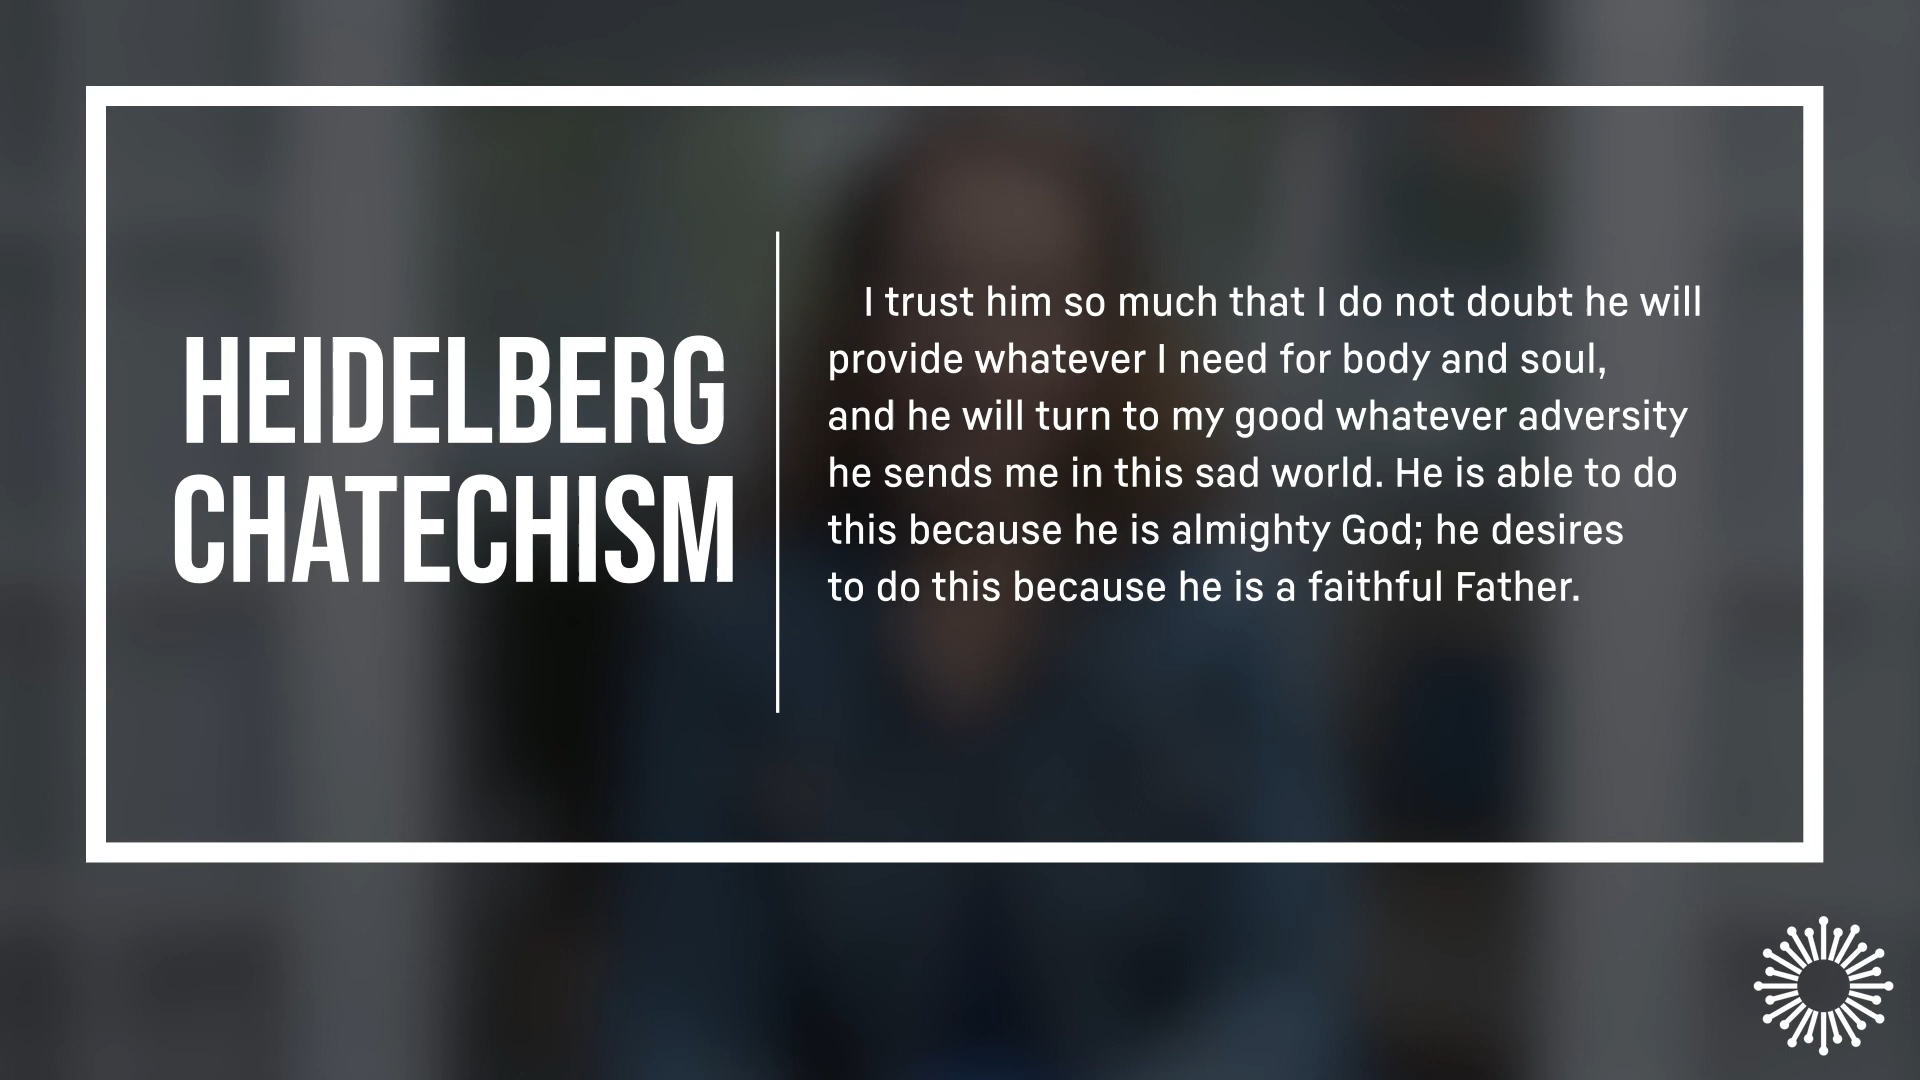 HEIDELBERG
CHATECHISM
I trust him so much that I do not doubt he will
provide whatever I need for body and soul,
and he will turn to my good whatever adversity
he sends me in this sad world. He is able to do
this because he is almighty God; he desires
to do this because he is a faithful Father.